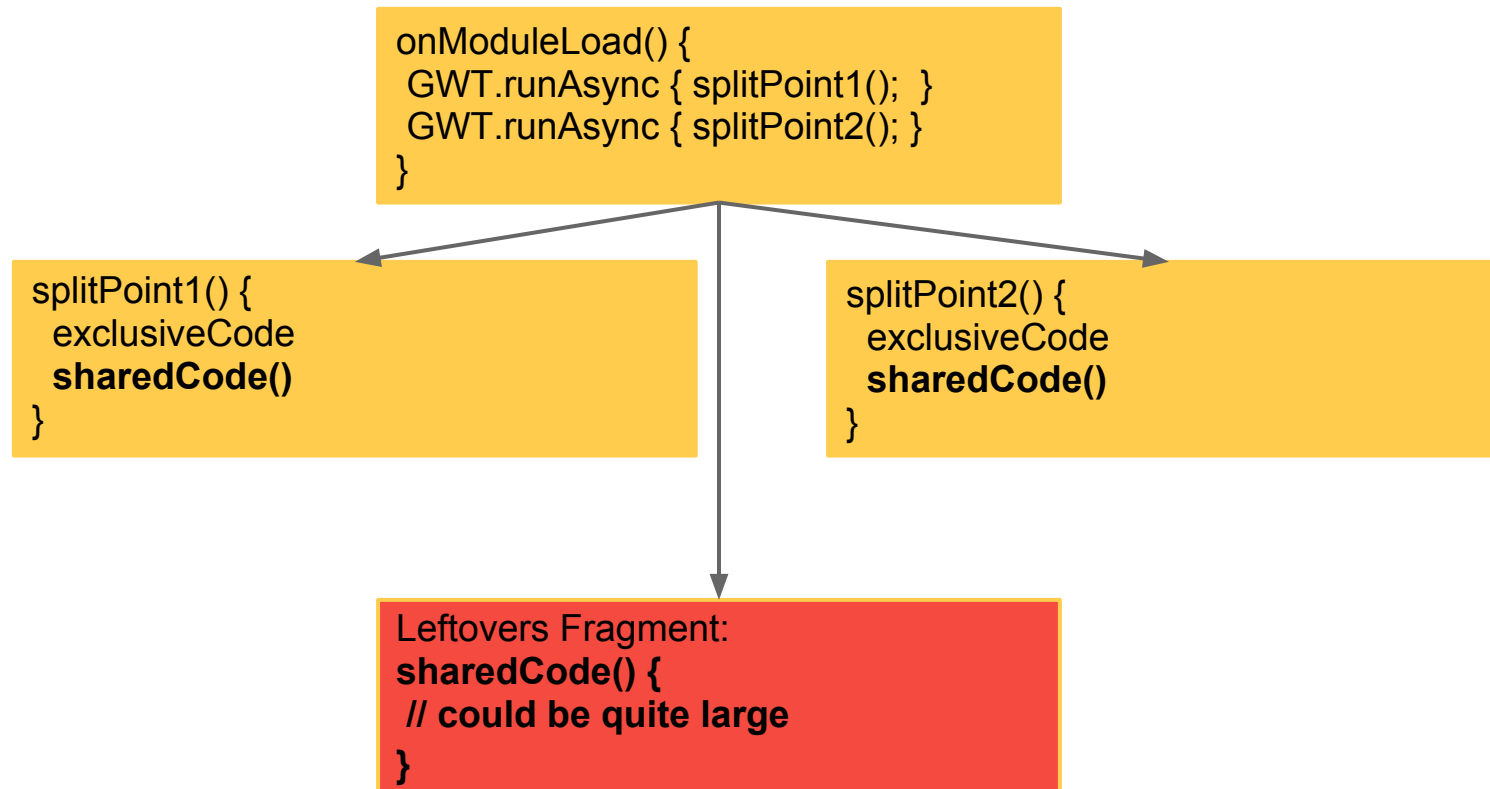 onModuleLoad() {
 GWT.runAsync { splitPoint1();  }
 GWT.runAsync { splitPoint2(); }
}
splitPoint1() {
  exclusiveCode
  sharedCode()
}
splitPoint2() {
  exclusiveCode
  sharedCode()
}
Leftovers Fragment:
sharedCode() {
 // could be quite large
}